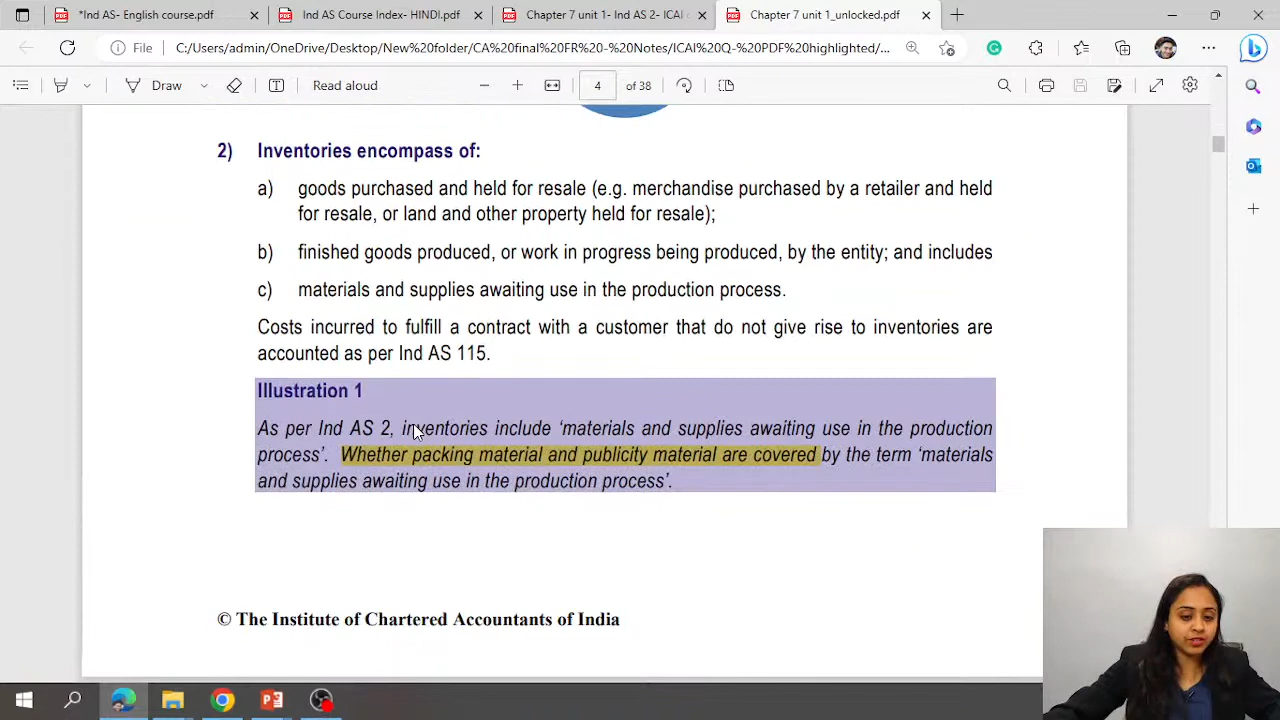 *Ind AS- English course.pdf
Ind AS Course Index- HINDI.pdf
Chapter 7 unit 1- Ind AS 2- ICAI
Chapter 7 unit 1_unlocked.pdf
File
C:/Users/admin/OneDrive/Desktop/New%20folder/CA%20final%20FR%20-%20Notes/ICAI%20Q-%20PDF%20highlighted/...
Draw
Read aloud
4
of 38
2) Inventories encompass of:
a) goods purchased and held for resale (e.g. merchandise purchased by a retailer and held
for resale, or land and other property held for resale);
b) finished goods produced, or work in progress being produced, by the entity; and includes
c) materials and supplies awaiting use in the production process.
Costs incurred to fulfill a contract with a customer that do not give rise to inventories are
accounted as per Ind AS 115.
Illustration 1
As per Ind AS 2, inventories include ‘materials and supplies awaiting use in the production
process’. Whether packing material and publicity material are covered by the term ‘materials
and supplies awaiting use in the production process’.
© The Institute of Chartered Accountants of India